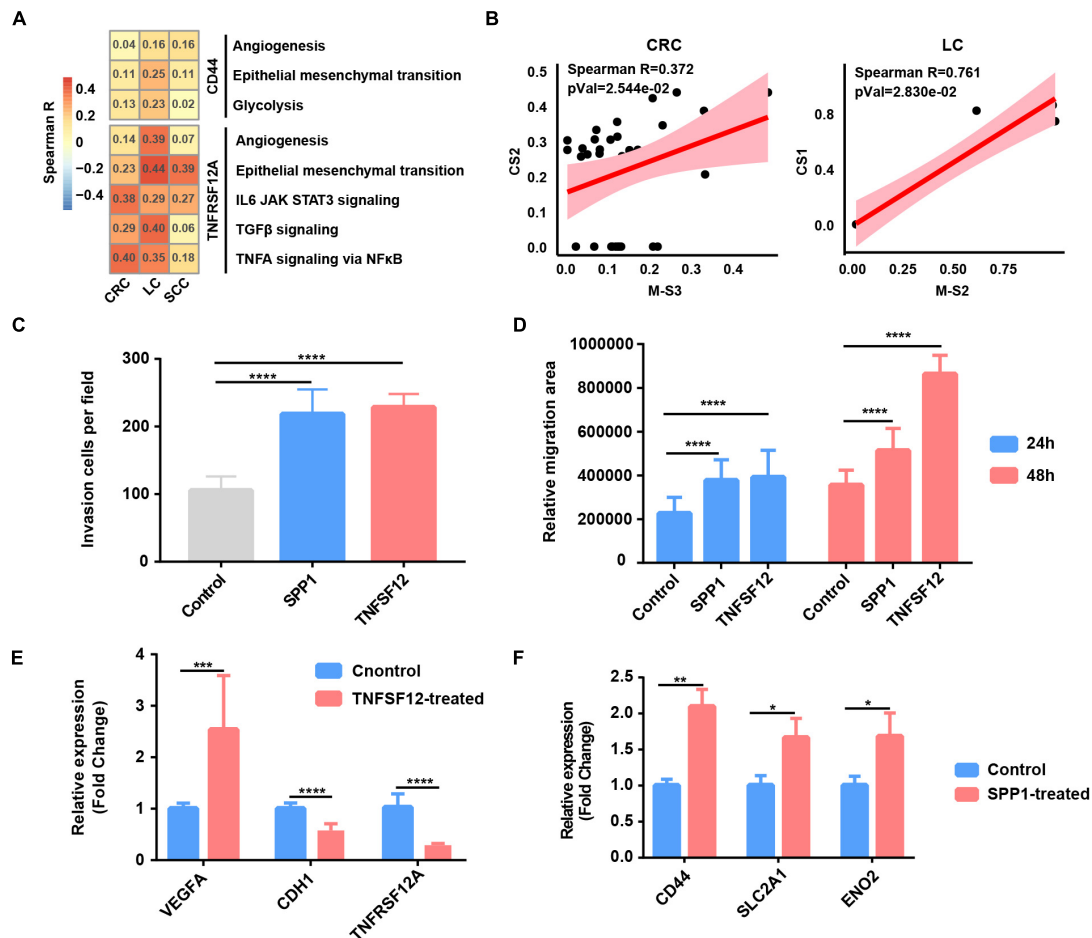 A
0.04 0.16 0.16 Angiogenesis
0.11 0.25 0.11 Epithelial mesenchymal transition
0.13 0.23 0.02 Glycolysis
CD44
0.14 0.39 0.07 Angiogenesis
0.23 0.44 0.39 Epithelial mesenchymal transition
0.38 0.29 0.27 IL6 JAK STAT3 signaling
0.29 0.40 0.06 TGFβ signaling
0.40 0.35 0.18 TNFA signaling via NFκB
TNFRSF12A
CRC LC SCC
Spearman R
0.4
0.2
0
−0.2
−0.4
B
CRC
Spearman R=0.372
pVal=2.544e-02
CS2
0.5
0.4
0.3
0.2
0.1
0.0
0.0 0.1 0.2 0.3 0.4
M-S3
LC
Spearman R=0.761
pVal=2.830e-02
CS1
1.0
0.0
0.00 0.25 0.50 0.75
M-S2
C
Invasion cells per field
300
200
100
0
****
****
Control SPP1 TNFSF12
D
Relative migration area
1000000
800000
600000
400000
200000
0
****
****
****
****
Control SPP1 TNFSF12 Control SPP1 TNFSF12
24h
48h
E
Relative expression
(Fold Change)
4
3
2
1
0
***
****
****
VEGFA CDH1 TNFRSF12A
Cnontrol
TNFSF12-treated
F
Relative expression
(Fold Change)
2.5
2.0
1.5
1.0
0.5
0.0
**
*
*
CD44 SLC2A1 ENO2
Control
SPP1-treated